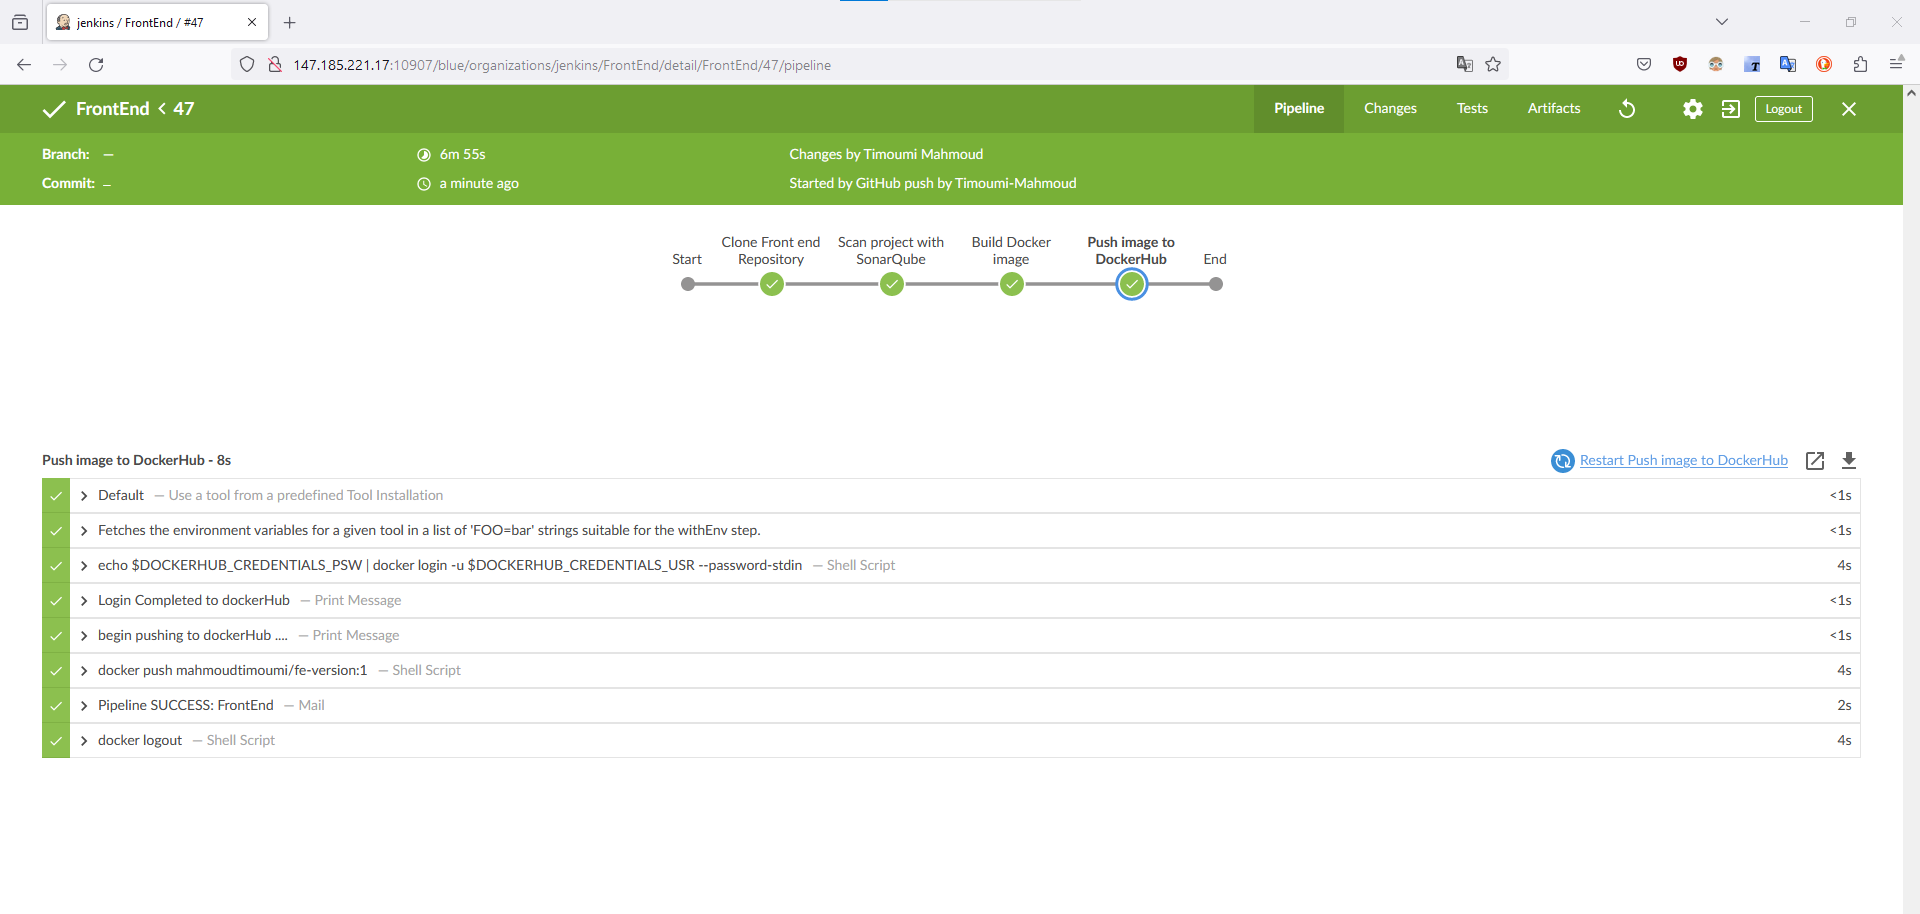 jenkins / FrontEnd / #47
147.185.221.17:10907/blue/organizations/jenkins/FrontEnd/detail/FrontEnd/47/pipeline
FrontEnd < 47
Pipeline Changes Tests Artifacts Logout
Branch: — 6m 55s Changes by Timoumi Mahmoud
Commit: — a minute ago Started by GitHub push by Timoumi-Mahmoud
Start
Clone Front end
Repository
Scan project with
SonarQube
Build Docker
image
Push image to
DockerHub
End
Push image to DockerHub - 8s
Restart Push image to DockerHub
Default — Use a tool from a predefined Tool Installation <1s
Fetches the environment variables for a given tool in a list of 'FOO=bar' strings suitable for the withEnv step. <1s
echo $DOCKERHUB_CREDENTIALS_PSW | docker login -u $DOCKERHUB_CREDENTIALS_USR --password-stdin — Shell Script 4s
Login Completed to dockerHub — Print Message <1s
begin pushing to dockerHub .... — Print Message <1s
docker push mahmoudtimoumi/fe-version:1 — Shell Script 4s
Pipeline SUCCESS: FrontEnd — Mail 2s
docker logout — Shell Script 4s